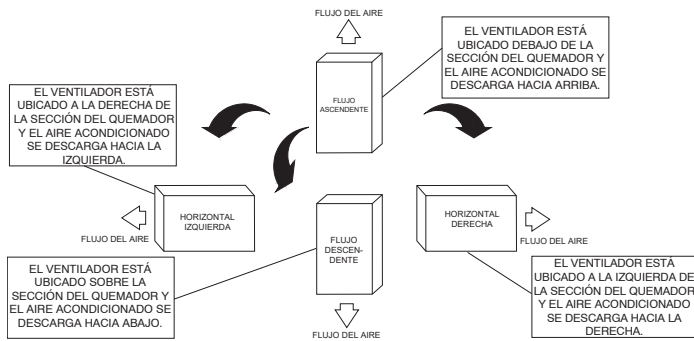 FLUJO DEL AIRE
EL VENTILADOR ESTÁ
UBICADO DEBAJO DE LA
SECCIÓN DEL QUEMADOR Y
EL AIRE ACONDICIONADO SE
DESCARGA HACIA ARRIBA.
FLUJO
ASCENDENTE
EL VENTILADOR ESTÁ
UBICADO A LA DERECHA DE
LA SECCIÓN DEL QUEMADOR
Y EL AIRE ACONDICIONADO
SE DESCARGA HACIA LA
IZQUIERDA.
HORIZONTAL
IZQUIERDA
FLUJO DEL AIRE
FLUJO
DESCEN-
DENTE
HORIZONTAL
DERECHA
FLUJO DEL AIRE
EL VENTILADOR ESTÁ
UBICADO SOBRE LA
SECCIÓN DEL QUEMADOR Y
EL AIRE ACONDICIONADO SE
DESCARGA HACIA ABAJO.
FLUJO DEL AIRE
EL VENTILADOR ESTÁ
UBICADO A LA IZQUIERDA DE
LA SECCIÓN DEL QUEMADOR
Y EL AIRE ACONDICIONADO
SE DESCARGA HACIA LA
DERECHA.